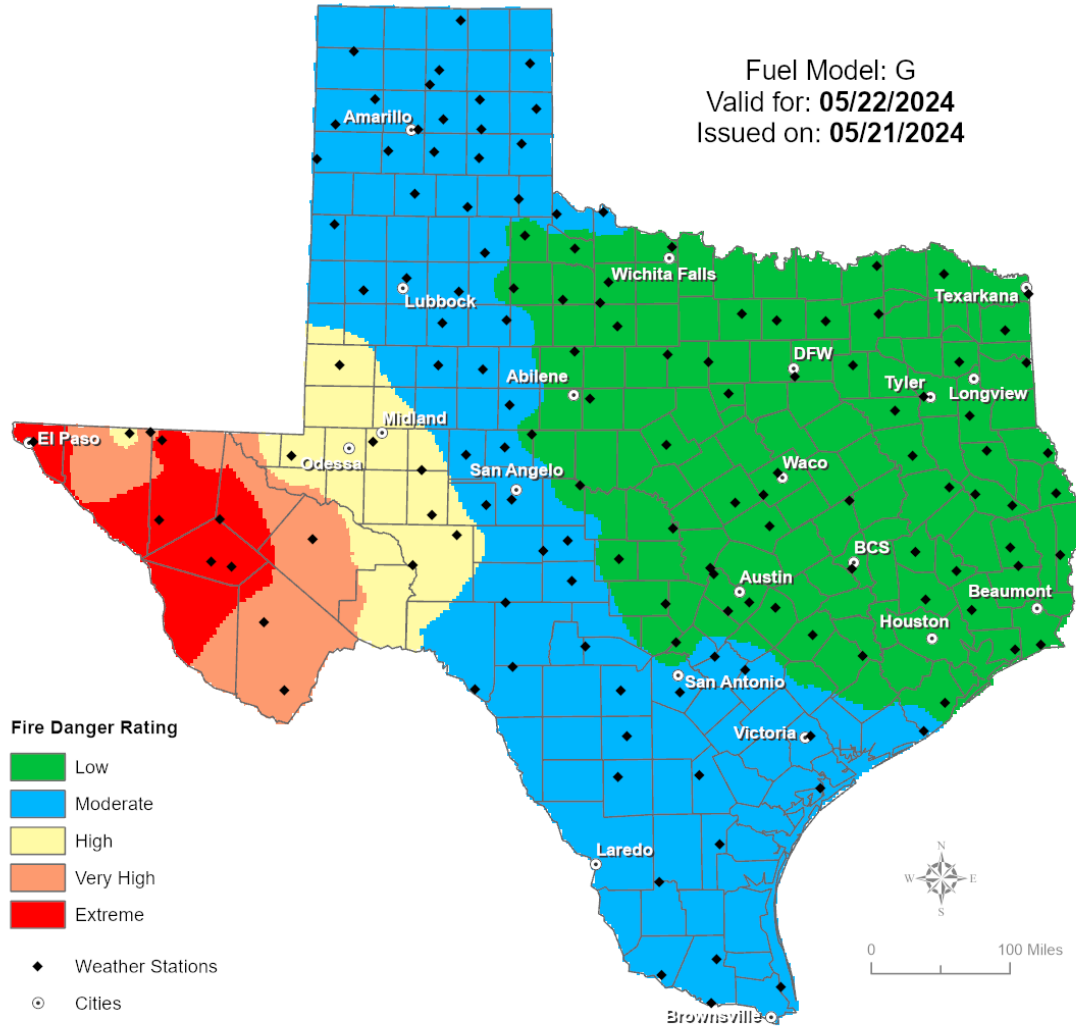 Fuel Model: G
Valid for: 05/22/2024
Issued on: 05/21/2024
Amarillo
Wichita Falls
Lubbock
Texarkana
DFW
Abilene
Tyler
Longview
Midland
El Paso
Odessa
San Angelo
Waco
BCS
Austin
Beaumont
Houston
San Antonio
Victoria
Laredo
Brownsville
Fire Danger Rating
Low
Moderate
High
Very High
Extreme
Weather Stations
Cities
N
W E
S
0 100 Miles